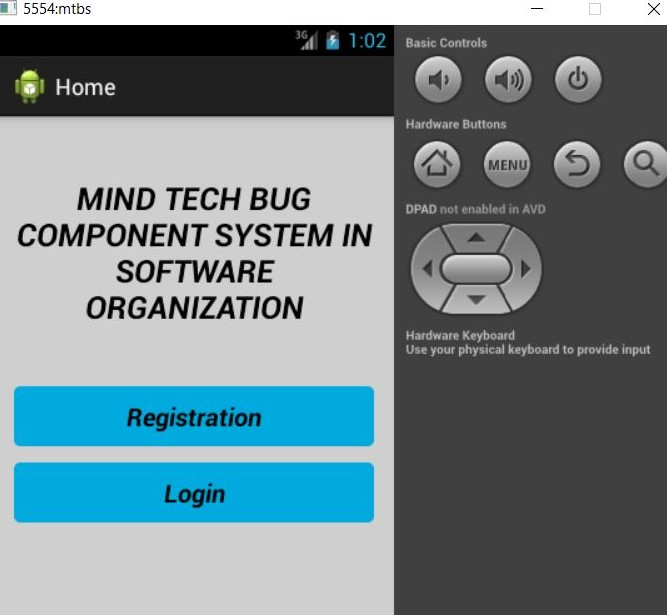 5554:mtbs
3G 1:02
Home
MIND TECH BUG
COMPONENT SYSTEM IN
SOFTWARE
ORGANIZATION
Registration
Login
Basic Controls
Hardware Buttons
MENU
DPAD not enabled in AVD
Hardware Keyboard
Use your physical keyboard to provide input